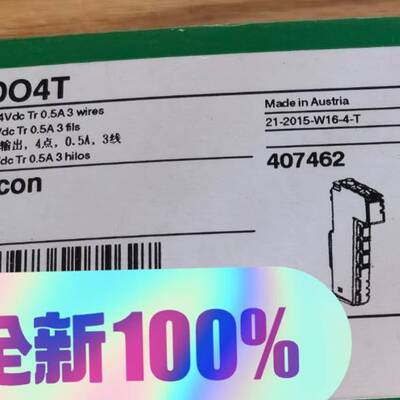 DO4T
4Vdc Tr 0.5A 3 wires
Vdc Tr 0.5A 3 fils
输出，4点，0.5A，3线
Vdc Tr 0.5A 3 hilos
con
Made in Austria
21-2015-W16-4-T
407462
全新100%